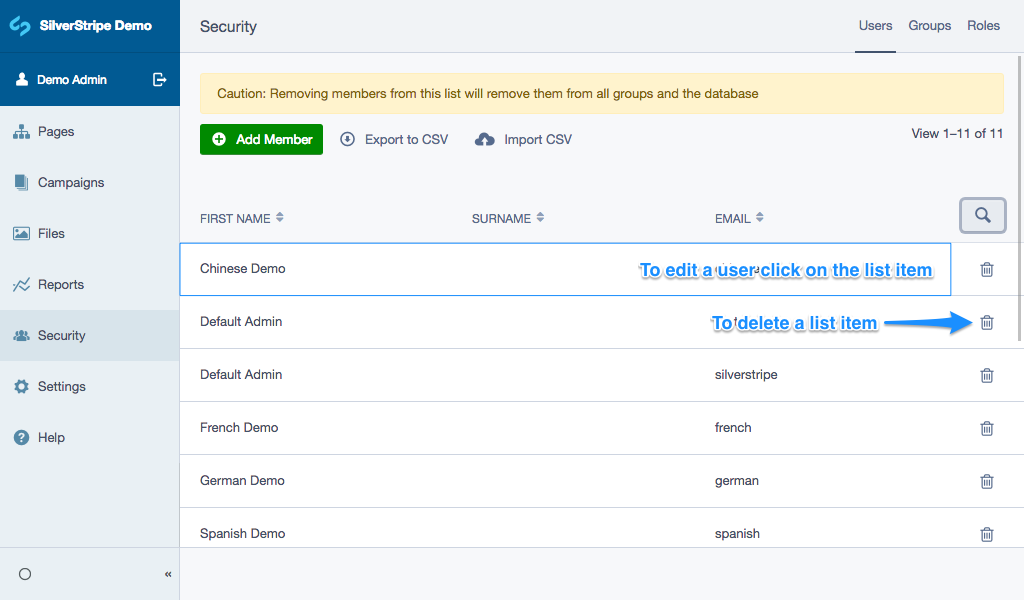 SilverStripe Demo
Security
Users Groups Roles
Demo Admin
Caution: Removing members from this list will remove them from all groups and the database
Pages
Add Member Export to CSV Import CSV View 1–11 of 11
Campaigns
FIRST NAME SURNAME EMAIL
Files
Chinese Demo To edit a user click on the list item
Reports
Default Admin To delete a list item
Security
Default Admin silverstripe
Settings
French Demo french
Help
German Demo german
Spanish Demo spanish
«